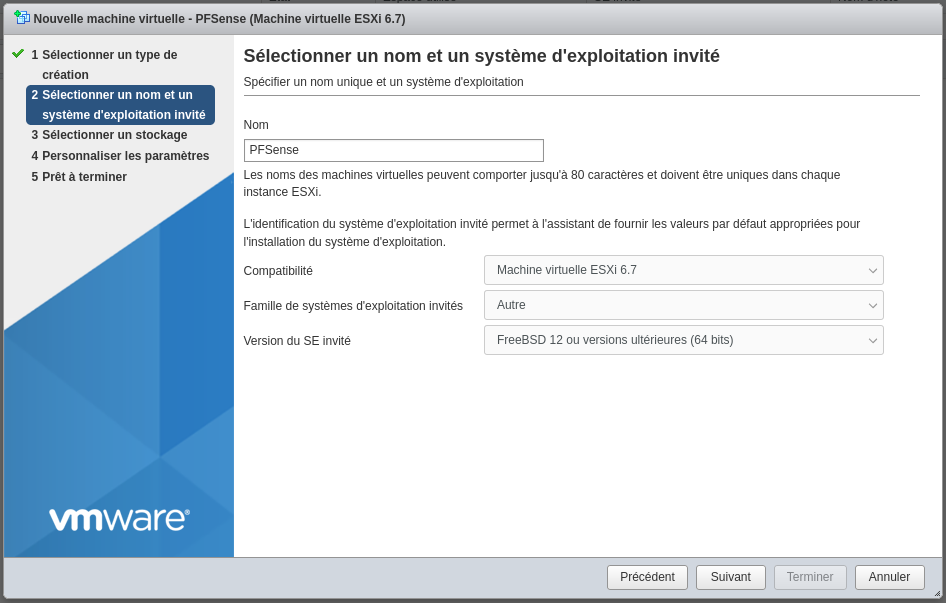 Nouvelle machine virtuelle - PFSense (Machine virtuelle ESXi 6.7)
1 Sélectionner un type de
création
2 Sélectionner un nom et un
système d'exploitation invité
3 Sélectionner un stockage
4 Personnaliser les paramètres
5 Prêt à terminer
vmware®
Sélectionner un nom et un système d'exploitation invité
Spécifier un nom unique et un système d'exploitation
Nom
PFSense
Les noms des machines virtuelles peuvent comporter jusqu'à 80 caractères et doivent être uniques dans chaque
instance ESXi.
L'identification du système d'exploitation invité permet à l'assistant de fournir les valeurs par défaut appropriées pour
l'installation du système d'exploitation.
Compatibilité
Machine virtuelle ESXi 6.7
Famille de systèmes d'exploitation invités
Autre
Version du SE invité
FreeBSD 12 ou versions ultérieures (64 bits)
Précédent
Suivant
Terminer
Annuler